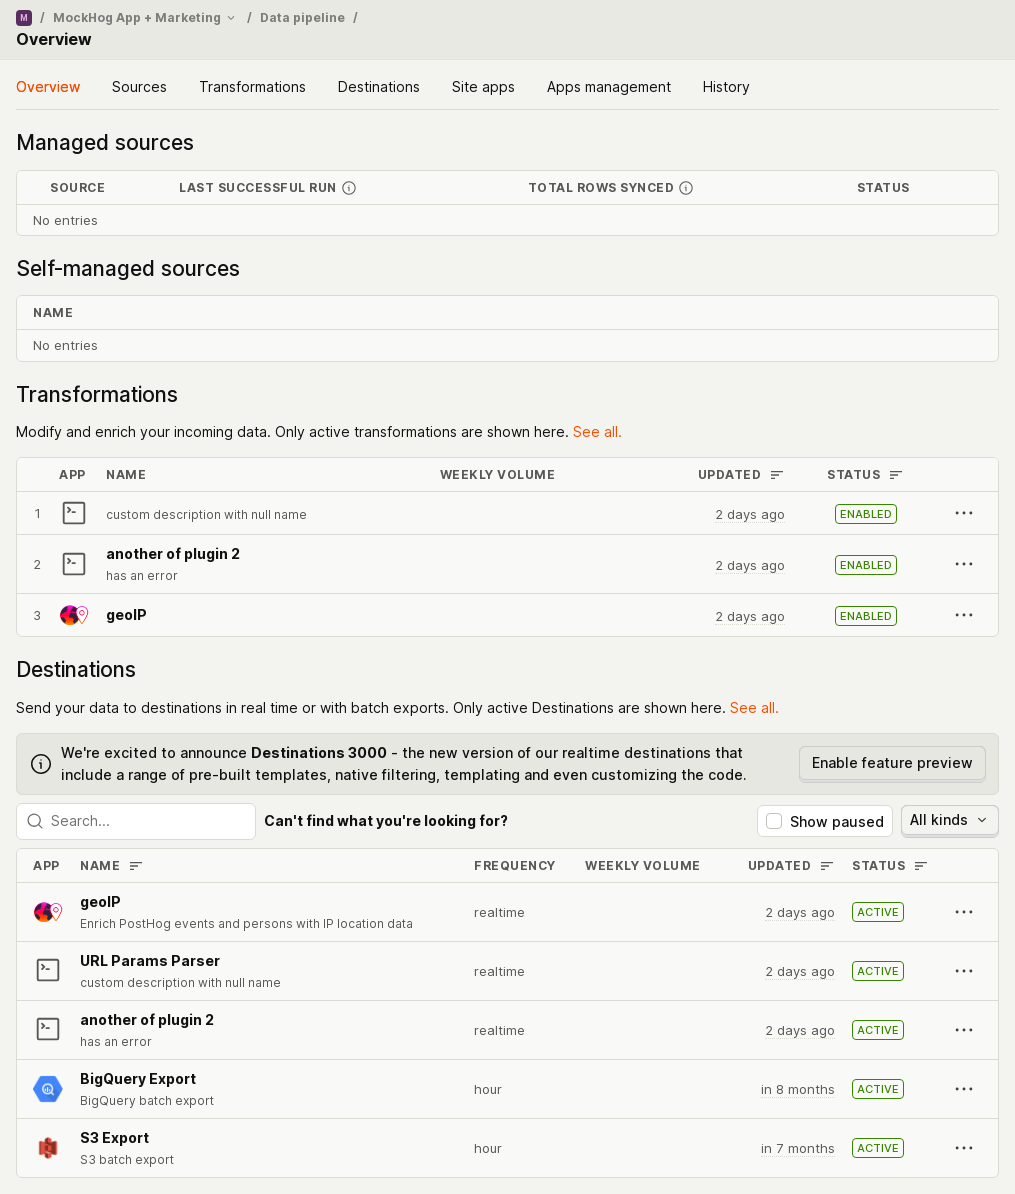 M / MockHog App + Marketing / Data pipeline /
Overview
Overview Sources Transformations Destinations Site apps Apps management History
Managed sources
SOURCE LAST SUCCESSFUL RUN TOTAL ROWS SYNCED STATUS
No entries
Self-managed sources
NAME
No entries
Transformations
Modify and enrich your incoming data. Only active transformations are shown here. See all.
APP NAME WEEKLY VOLUME UPDATED STATUS
1 custom description with null name 2 days ago ENABLED
another of plugin 2
2 2 days ago ENABLED
has an error
3 geoIP 2 days ago ENABLED
Destinations
Send your data to destinations in real time or with batch exports. Only active Destinations are shown here. See all.
We're excited to announce Destinations 3000 - the new version of our realtime destinations that
include a range of pre-built templates, native filtering, templating and even customizing the code.
Enable feature preview
Search... Can't find what you're looking for? Show paused All kinds
APP NAME FREQUENCY WEEKLY VOLUME UPDATED STATUS
geoIP
Enrich PostHog events and persons with IP location data
realtime 2 days ago ACTIVE
URL Params Parser
custom description with null name
realtime 2 days ago ACTIVE
another of plugin 2
has an error
realtime 2 days ago ACTIVE
BigQuery Export
BigQuery batch export
hour in 8 months ACTIVE
S3 Export
S3 batch export
hour in 7 months ACTIVE